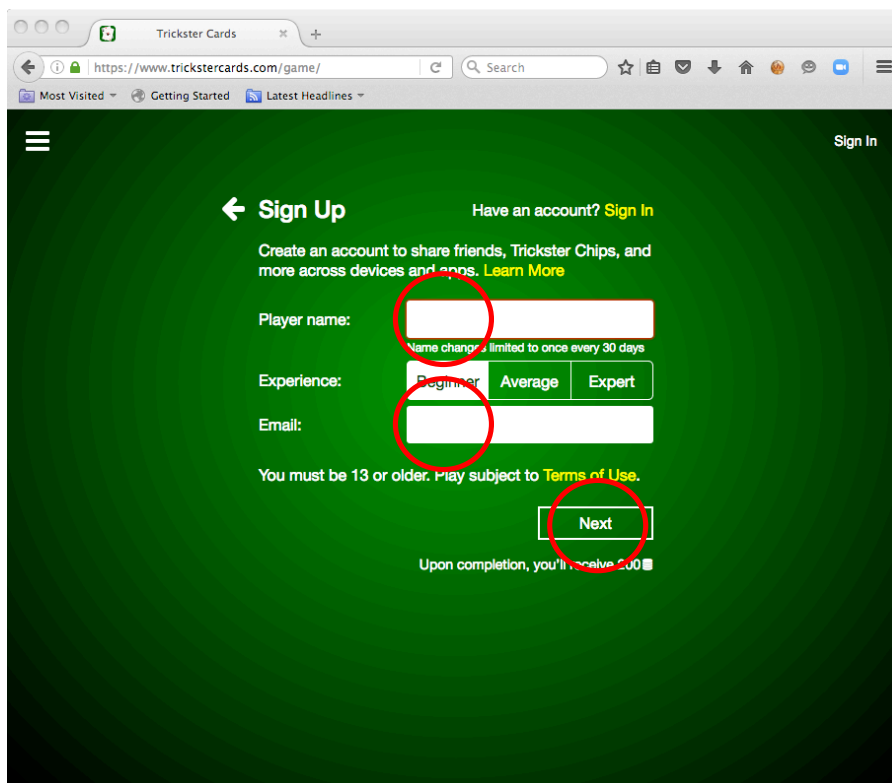 Trickster Cards
https://www.trickstercards.com/game/
Search
Most Visited
Getting Started
Latest Headlines
Sign In
Sign Up
Have an account? Sign In
Create an account to share friends, Trickster Chips, and
more across devices and apps. Learn More
Player name:
Name changes limited to once every 30 days
Experience:
Beginner
Average
Expert
Email:
You must be 13 or older. Play subject to Terms of Use.
Next
Upon completion, you'll receive 200